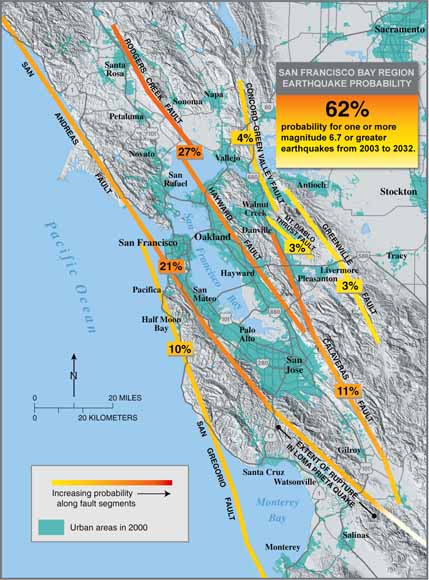 Sacramento
SAN FRANCISCO BAY REGION
EARTHQUAKE PROBABILITY
62%
probability for one or more
magnitude 6.7 or greater
earthquakes from 2003 to 2032.
RODGERS CREEK FAULT
Santa
Rosa
SAN ANDREAS FAULT
Napa
Sonoma
Petaluma
CONCORD-GREEN VALLEY FAULT
4%
27%
Novato
Vallejo
San
Rafael
Antioch
Stockton
Walnut
Creek
HAYWARD FAULT
MT DIABLO
THRUST FAULT
GREENVILLE FAULT
Danville
Oakland
3%
San Francisco
San Francisco Bay
Tracy
21%
Hayward
Livermore
Pleasanton
3%
Pacific Ocean
Pacifica
San
Mateo
Half Moon
Bay
Palo
Alto
10%
San
Jose
CALAVERAS FAULT
11%
N
0
20 MILES
0
20 KILOMETERS
SAN GREGORIO FAULT
EXTENT OF RUPTURE
IN LOMA PRIETA QUAKE
Gilroy
Santa Cruz
Watsonville
Monterey
Bay
Salinas
Monterey
Increasing probability
along fault segments
Urban areas in 2000
101
80
101
280
880